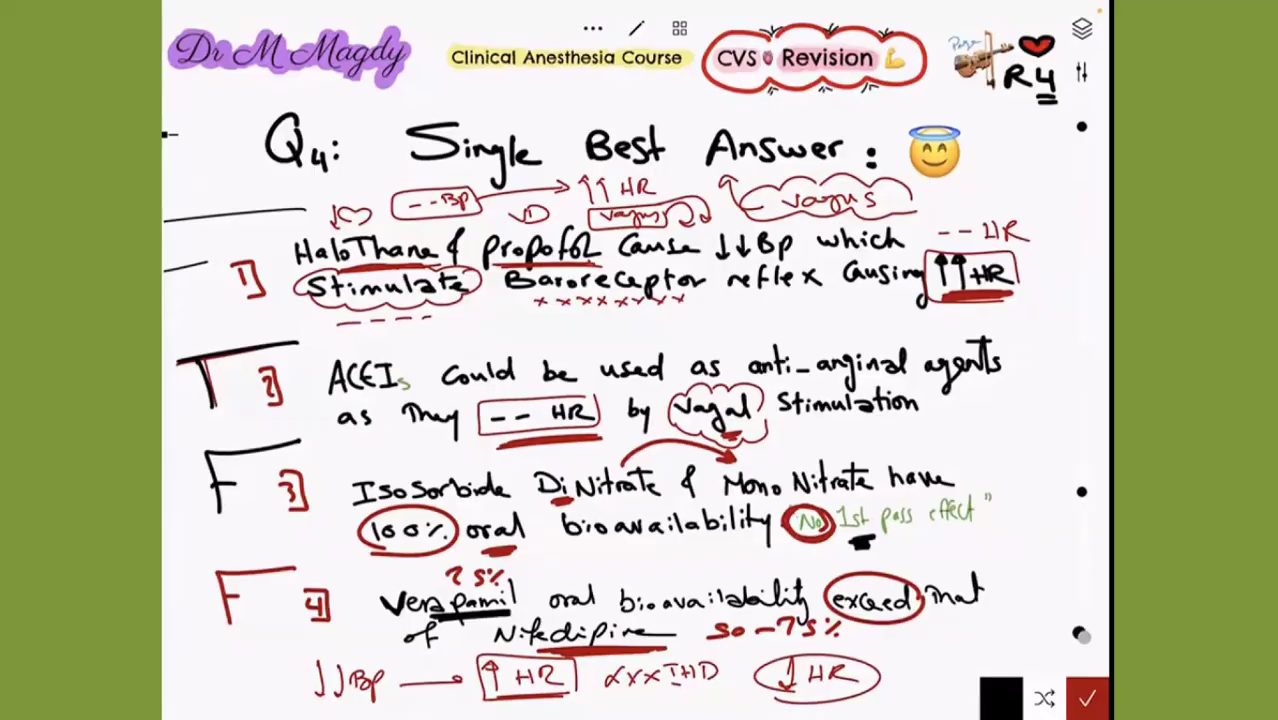 Dr M Magdy
Clinical Anesthesia Course
CVS Revision
R4
Q4: Single Best Answer :
-- BP → ↑↑ HR
VD
vagus
vagus
-- HR
1] HaloThane & propofol Cause ↓↓ Bp which
Stimulate Baroreceptor reflex Causing ↑↑ HR
T 2] ACEIs Could be used as anti-anginal agents
as They -- HR by vagal Stimulation
F 3] IsoSorbide DiNitrate & Mono Nitrate have
100% oral bioavailability "No 1st pass effect"
25%
F 4] Verapamil oral bioavailability exceed that
of Nifedipine 50-75%
↓↓ BP → ↑ HR xxx IHD ↓ HR